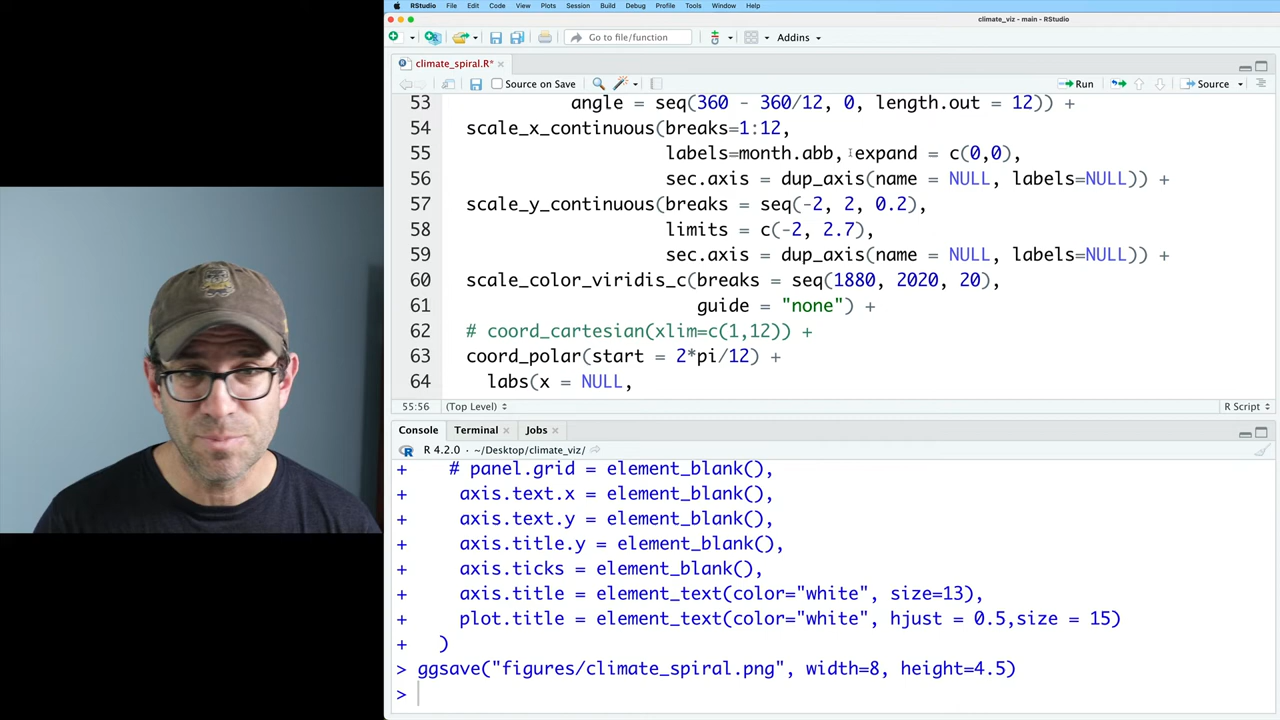 RStudio File Edit Code View Plots Session Build Debug Profile Tools Window Help
climate_viz - main - RStudio
Go to file/function Addins
climate_spiral.R*
Source on Save Run Source
53 angle = seq(360 - 360/12, 0, length.out = 12)) +
54 scale_x_continuous(breaks=1:12,
55 labels=month.abb, expand = c(0,0),
56 sec.axis = dup_axis(name = NULL, labels=NULL)) +
57 scale_y_continuous(breaks = seq(-2, 2, 0.2),
58 limits = c(-2, 2.7),
59 sec.axis = dup_axis(name = NULL, labels=NULL)) +
60 scale_color_viridis_c(breaks = seq(1880, 2020, 20),
61 guide = "none") +
62 # coord_cartesian(xlim=c(1,12)) +
63 coord_polar(start = 2*pi/12) +
64 labs(x = NULL,
55:56 (Top Level) R Script
Console Terminal Jobs
R 4.2.0 · ~/Desktop/climate_viz/
+ # panel.grid = element_blank(),
+ axis.text.x = element_blank(),
+ axis.text.y = element_blank(),
+ axis.title.y = element_blank(),
+ axis.ticks = element_blank(),
+ axis.title = element_text(color="white", size=13),
+ plot.title = element_text(color="white", hjust = 0.5,size = 15)
+ )
> ggsave("figures/climate_spiral.png", width=8, height=4.5)
>